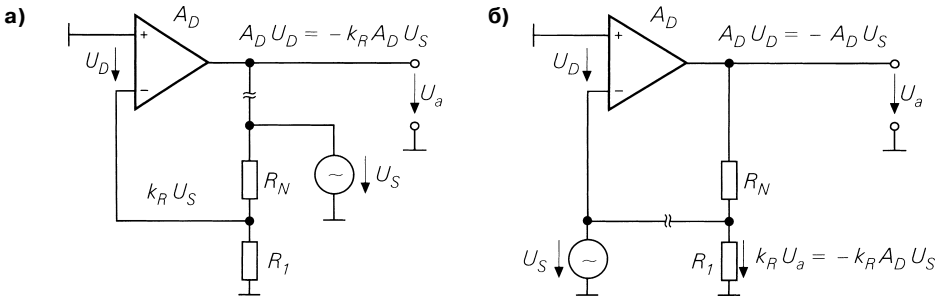 а)
A_D
A_D U_D = – k_R A_D U_S
+
U_D
–
U_a
~
U_S
R_N
k_R U_S
R_1
б)
A_D
A_D U_D = – A_D U_S
+
U_D
–
U_a
R_N
U_S
~
R_1
k_R U_a = – k_R A_D U_S